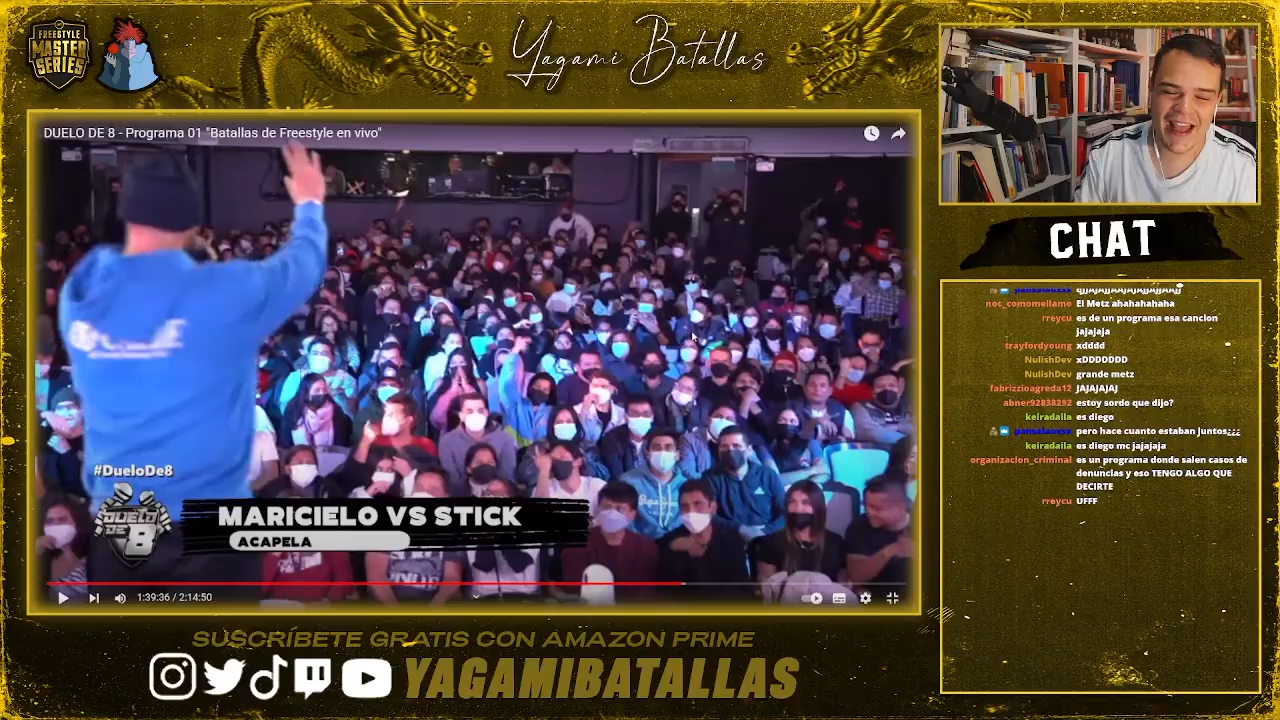 FREESTYLE
MASTER
SERIES
Yagami Batallas
DUELO DE 8 - Programa 01 "Batallas de Freestyle en vivo"
#DueloDe8
DUELO
DE 8
MARICIELO VS STICK
ACAPELA
1:39:36 / 2:14:50
SUSCRÍBETE GRATIS CON AMAZON PRIME
YAGAMIBATALLAS
CHAT
pansalauxsx
noc_comomellamo El Metz ahahahahaha
rreycu es de un programa esa cancion
jajajaja
trayfordyoung xdddd
NulishDev xDDDDDDD
NulishDev grande metz
fabrizzioagreda12 JAJAJAJAJ
abner92838292 estoy sordo que dijo?
keiradaila es diego
pansalauxsx pero hace cuanto estaban juntos¿¿¿
keiradaila es diego mc jajajaja
organizacion_criminal es un programa donde salen casos de
denuncias y eso TENGO ALGO QUE
DECIRTE
rreycu UFFF